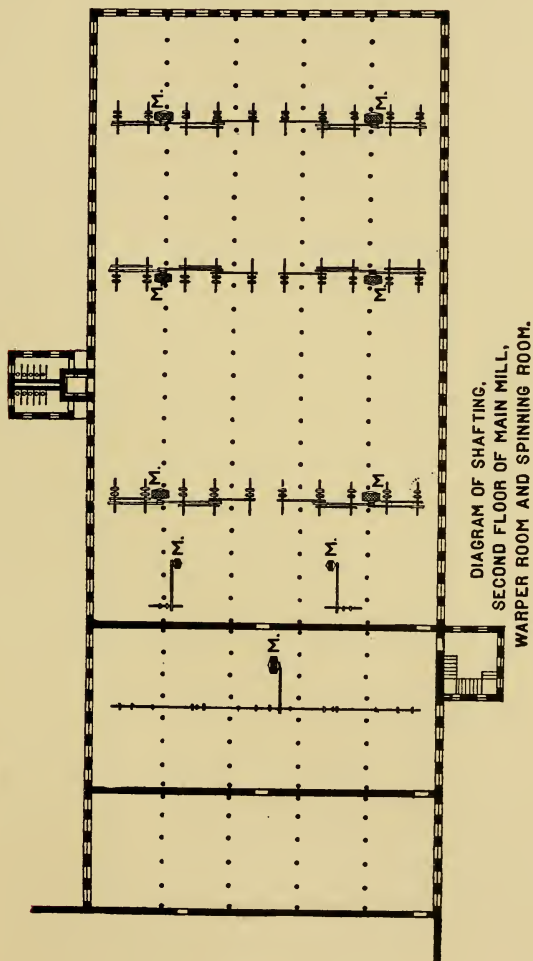 M.
M.
M.
M.
M.
M.
M.
M.
M.
DIAGRAM OF SHAFTING,
SECOND FLOOR OF MAIN MILL,
WARPER ROOM AND SPINNING ROOM.